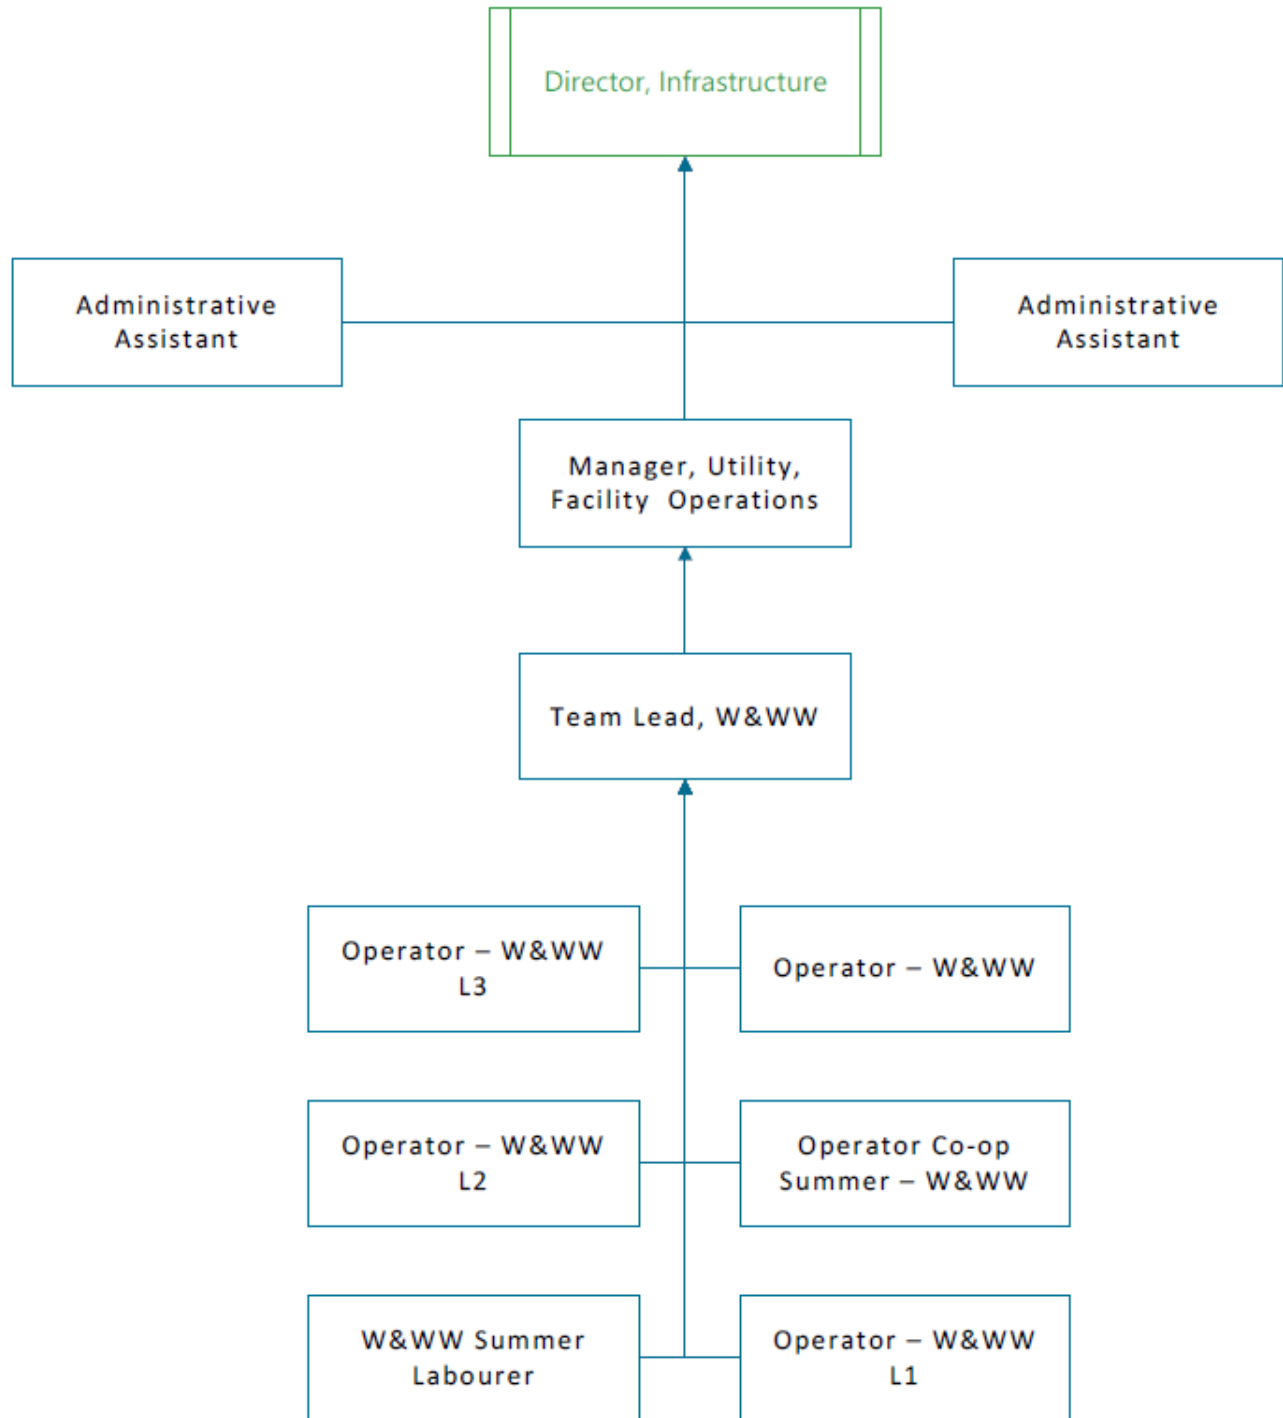 Director, Infrastructure
Administrative
Assistant
Administrative
Assistant
Manager, Utility,
Facility Operations
Team Lead, W&WW
Operator – W&WW
L3
Operator – W&WW
Operator – W&WW
L2
Operator Co-op
Summer – W&WW
W&WW Summer
Labourer
Operator – W&WW
L1